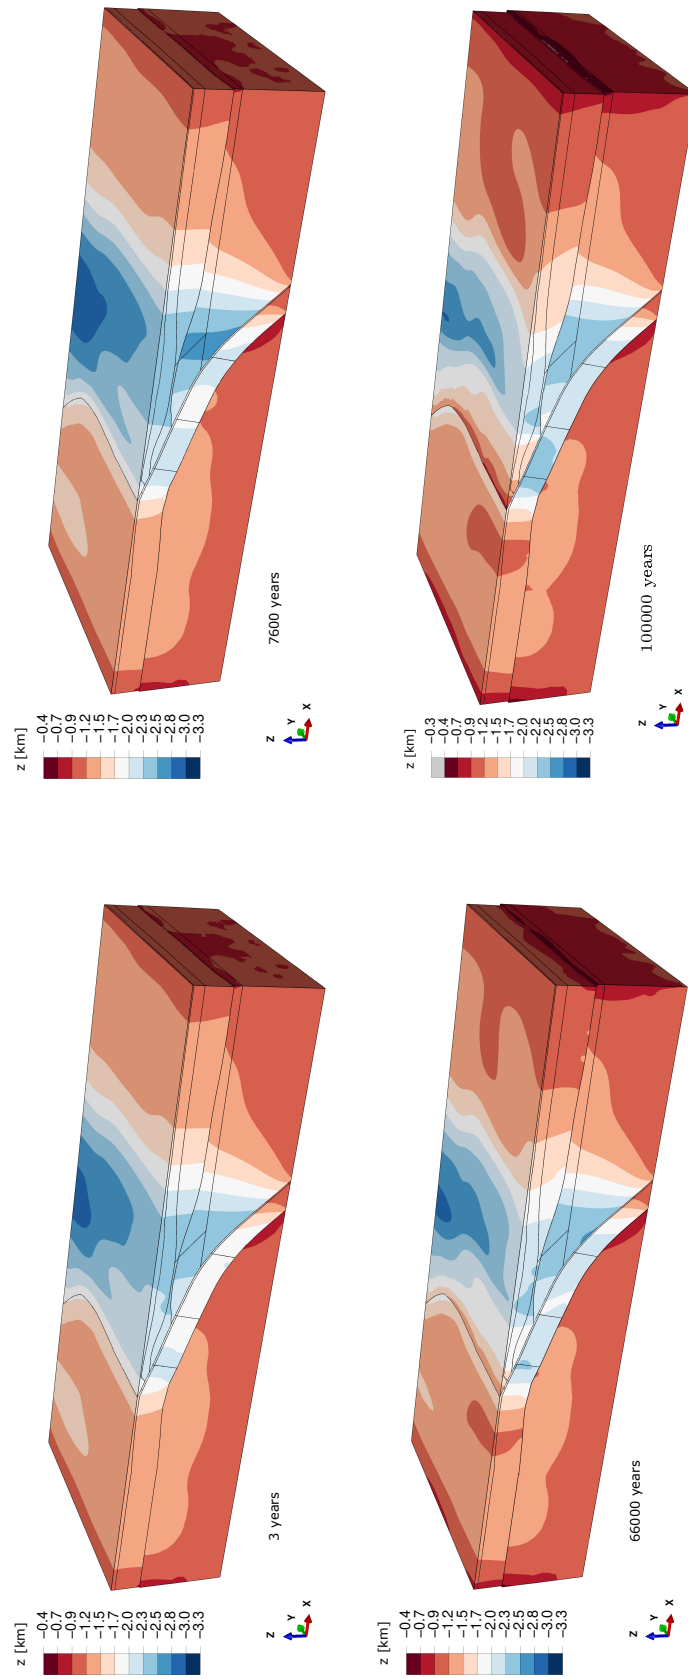 z [km]
−0.4
−0.7
−0.9
−1.2
−1.5
−1.7
−2.0
−2.3
−2.5
−2.8
−3.0
−3.3
Z
Y
X
3 years
z [km]
−0.4
−0.7
−0.9
−1.2
−1.5
−1.7
−2.0
−2.3
−2.5
−2.8
−3.0
−3.3
Z
Y
X
7600 years
z [km]
−0.4
−0.7
−0.9
−1.2
−1.5
−1.7
−2.0
−2.3
−2.5
−2.8
−3.0
−3.3
Z
Y
X
66000 years
z [km]
−0.3
−0.4
−0.7
−0.9
−1.2
−1.5
−1.7
−2.0
−2.2
−2.5
−2.8
−3.0
−3.3
Z
Y
X
100000 years